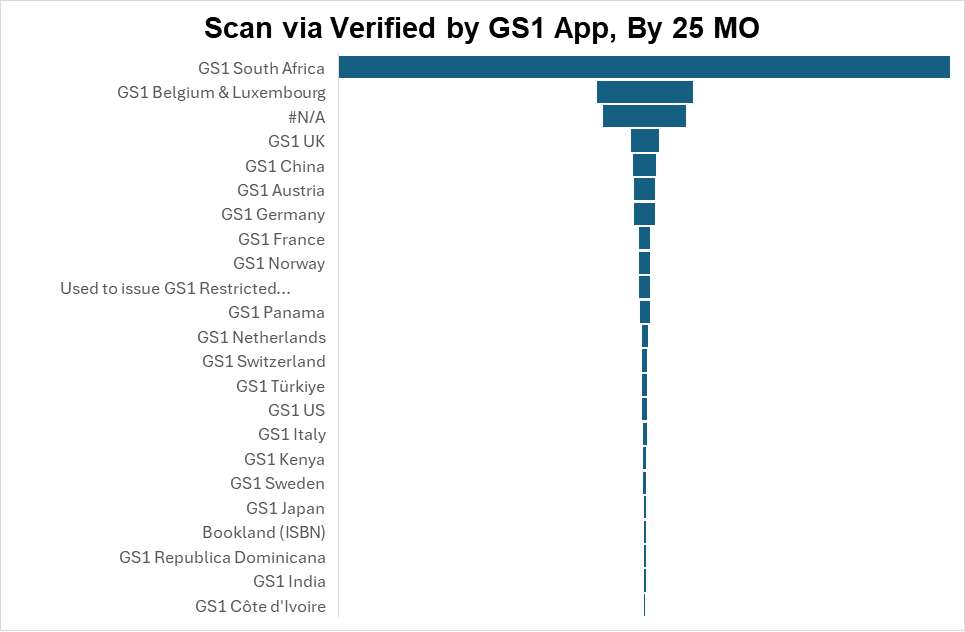 Scan via Verified by GS1 App, By 25 MO
GS1 South Africa
GS1 Belgium & Luxembourg
#N/A
GS1 UK
GS1 China
GS1 Austria
GS1 Germany
GS1 France
GS1 Norway
Used to issue GS1 Restricted...
GS1 Panama
GS1 Netherlands
GS1 Switzerland
GS1 Türkiye
GS1 US
GS1 Italy
GS1 Kenya
GS1 Sweden
GS1 Japan
Bookland (ISBN)
GS1 Republica Dominicana
GS1 India
GS1 Côte d'Ivoire